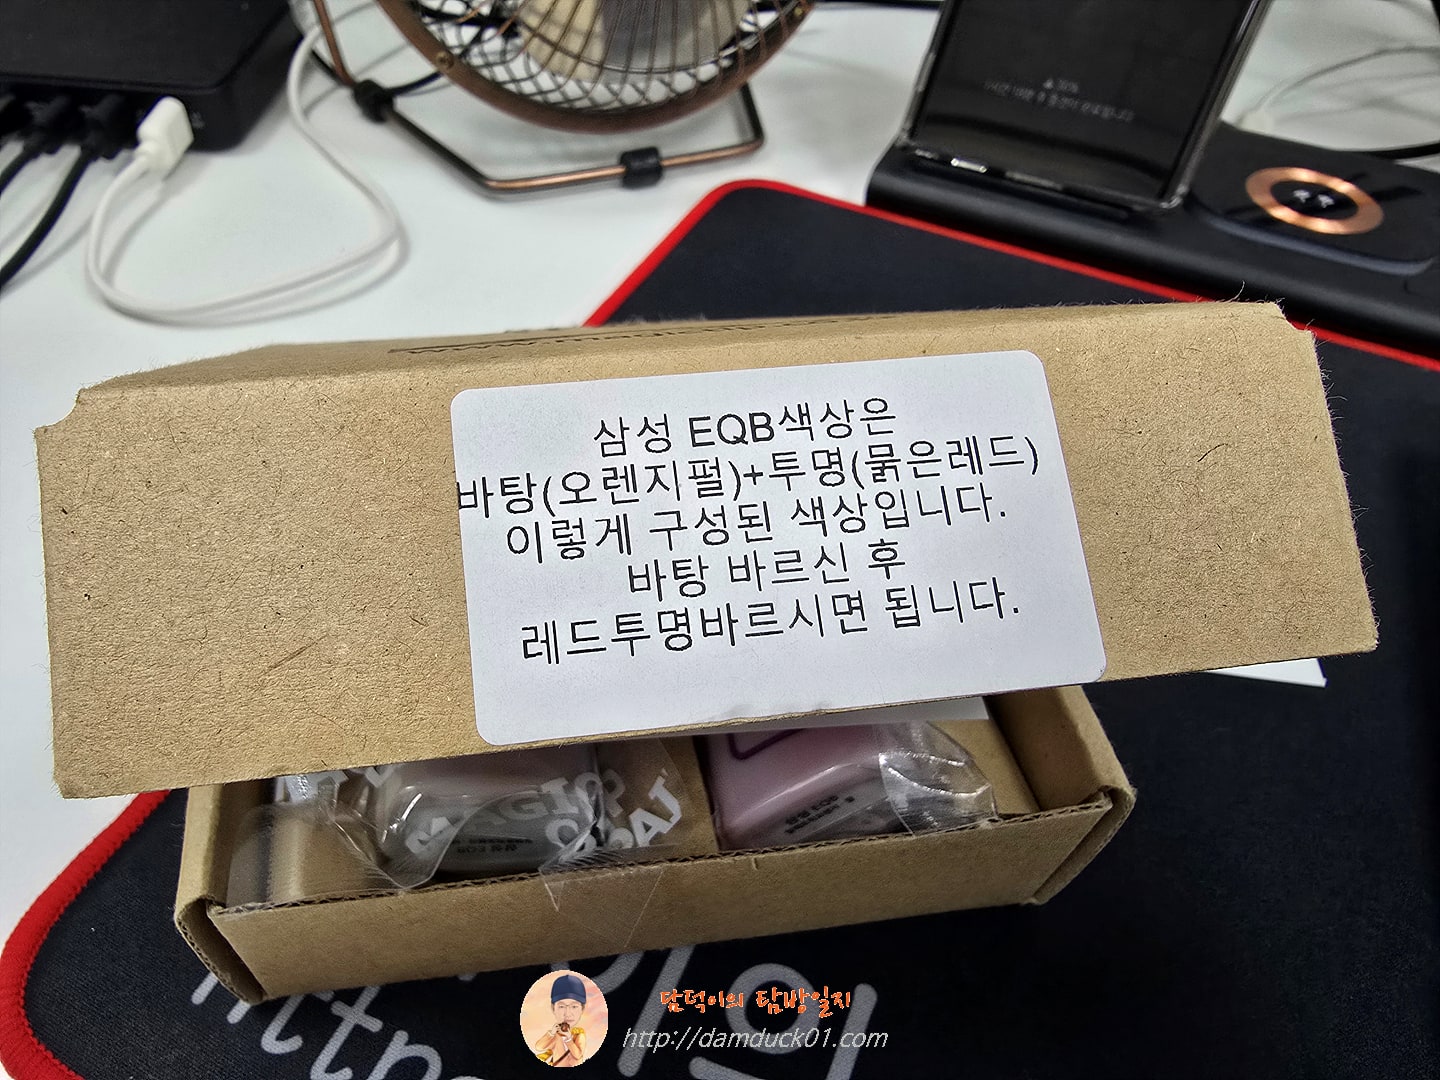 삼성 EQB색상은
바탕(오렌지펄)+투명(묽은레드)
이렇게 구성된 색상입니다.
바탕 바르신 후
레드투명바르시면 됩니다.
MAGIC
담덕이의 탐방일지
http://damduck01.com